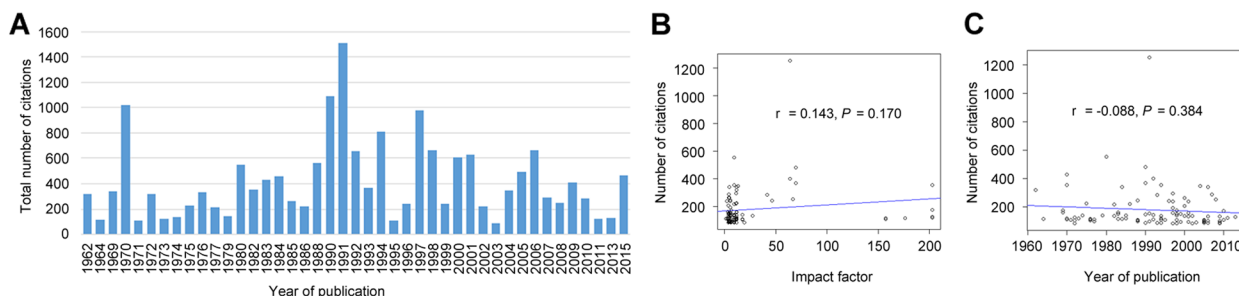 A
Total number of citations
1600
1400
1200
1000
800
600
400
200
0
1962 1964 1969 1970 1971 1972 1973 1974 1975 1976 1977 1979 1980 1982 1983 1984 1985 1986 1988 1990 1991 1992 1993 1994 1995 1996 1997 1998 1999 2000 2001 2002 2003 2004 2005 2006 2007 2008 2009 2010 2011 2013 2015
Year of publication
B
Number of citations
1200
1000
800
600
400
200
r = 0.143, P = 0.170
0 50 100 150 200
Impact factor
C
Number of citations
1200
1000
800
600
400
200
r = -0.088, P = 0.384
1960 1970 1980 1990 2000 2010
Year of publication